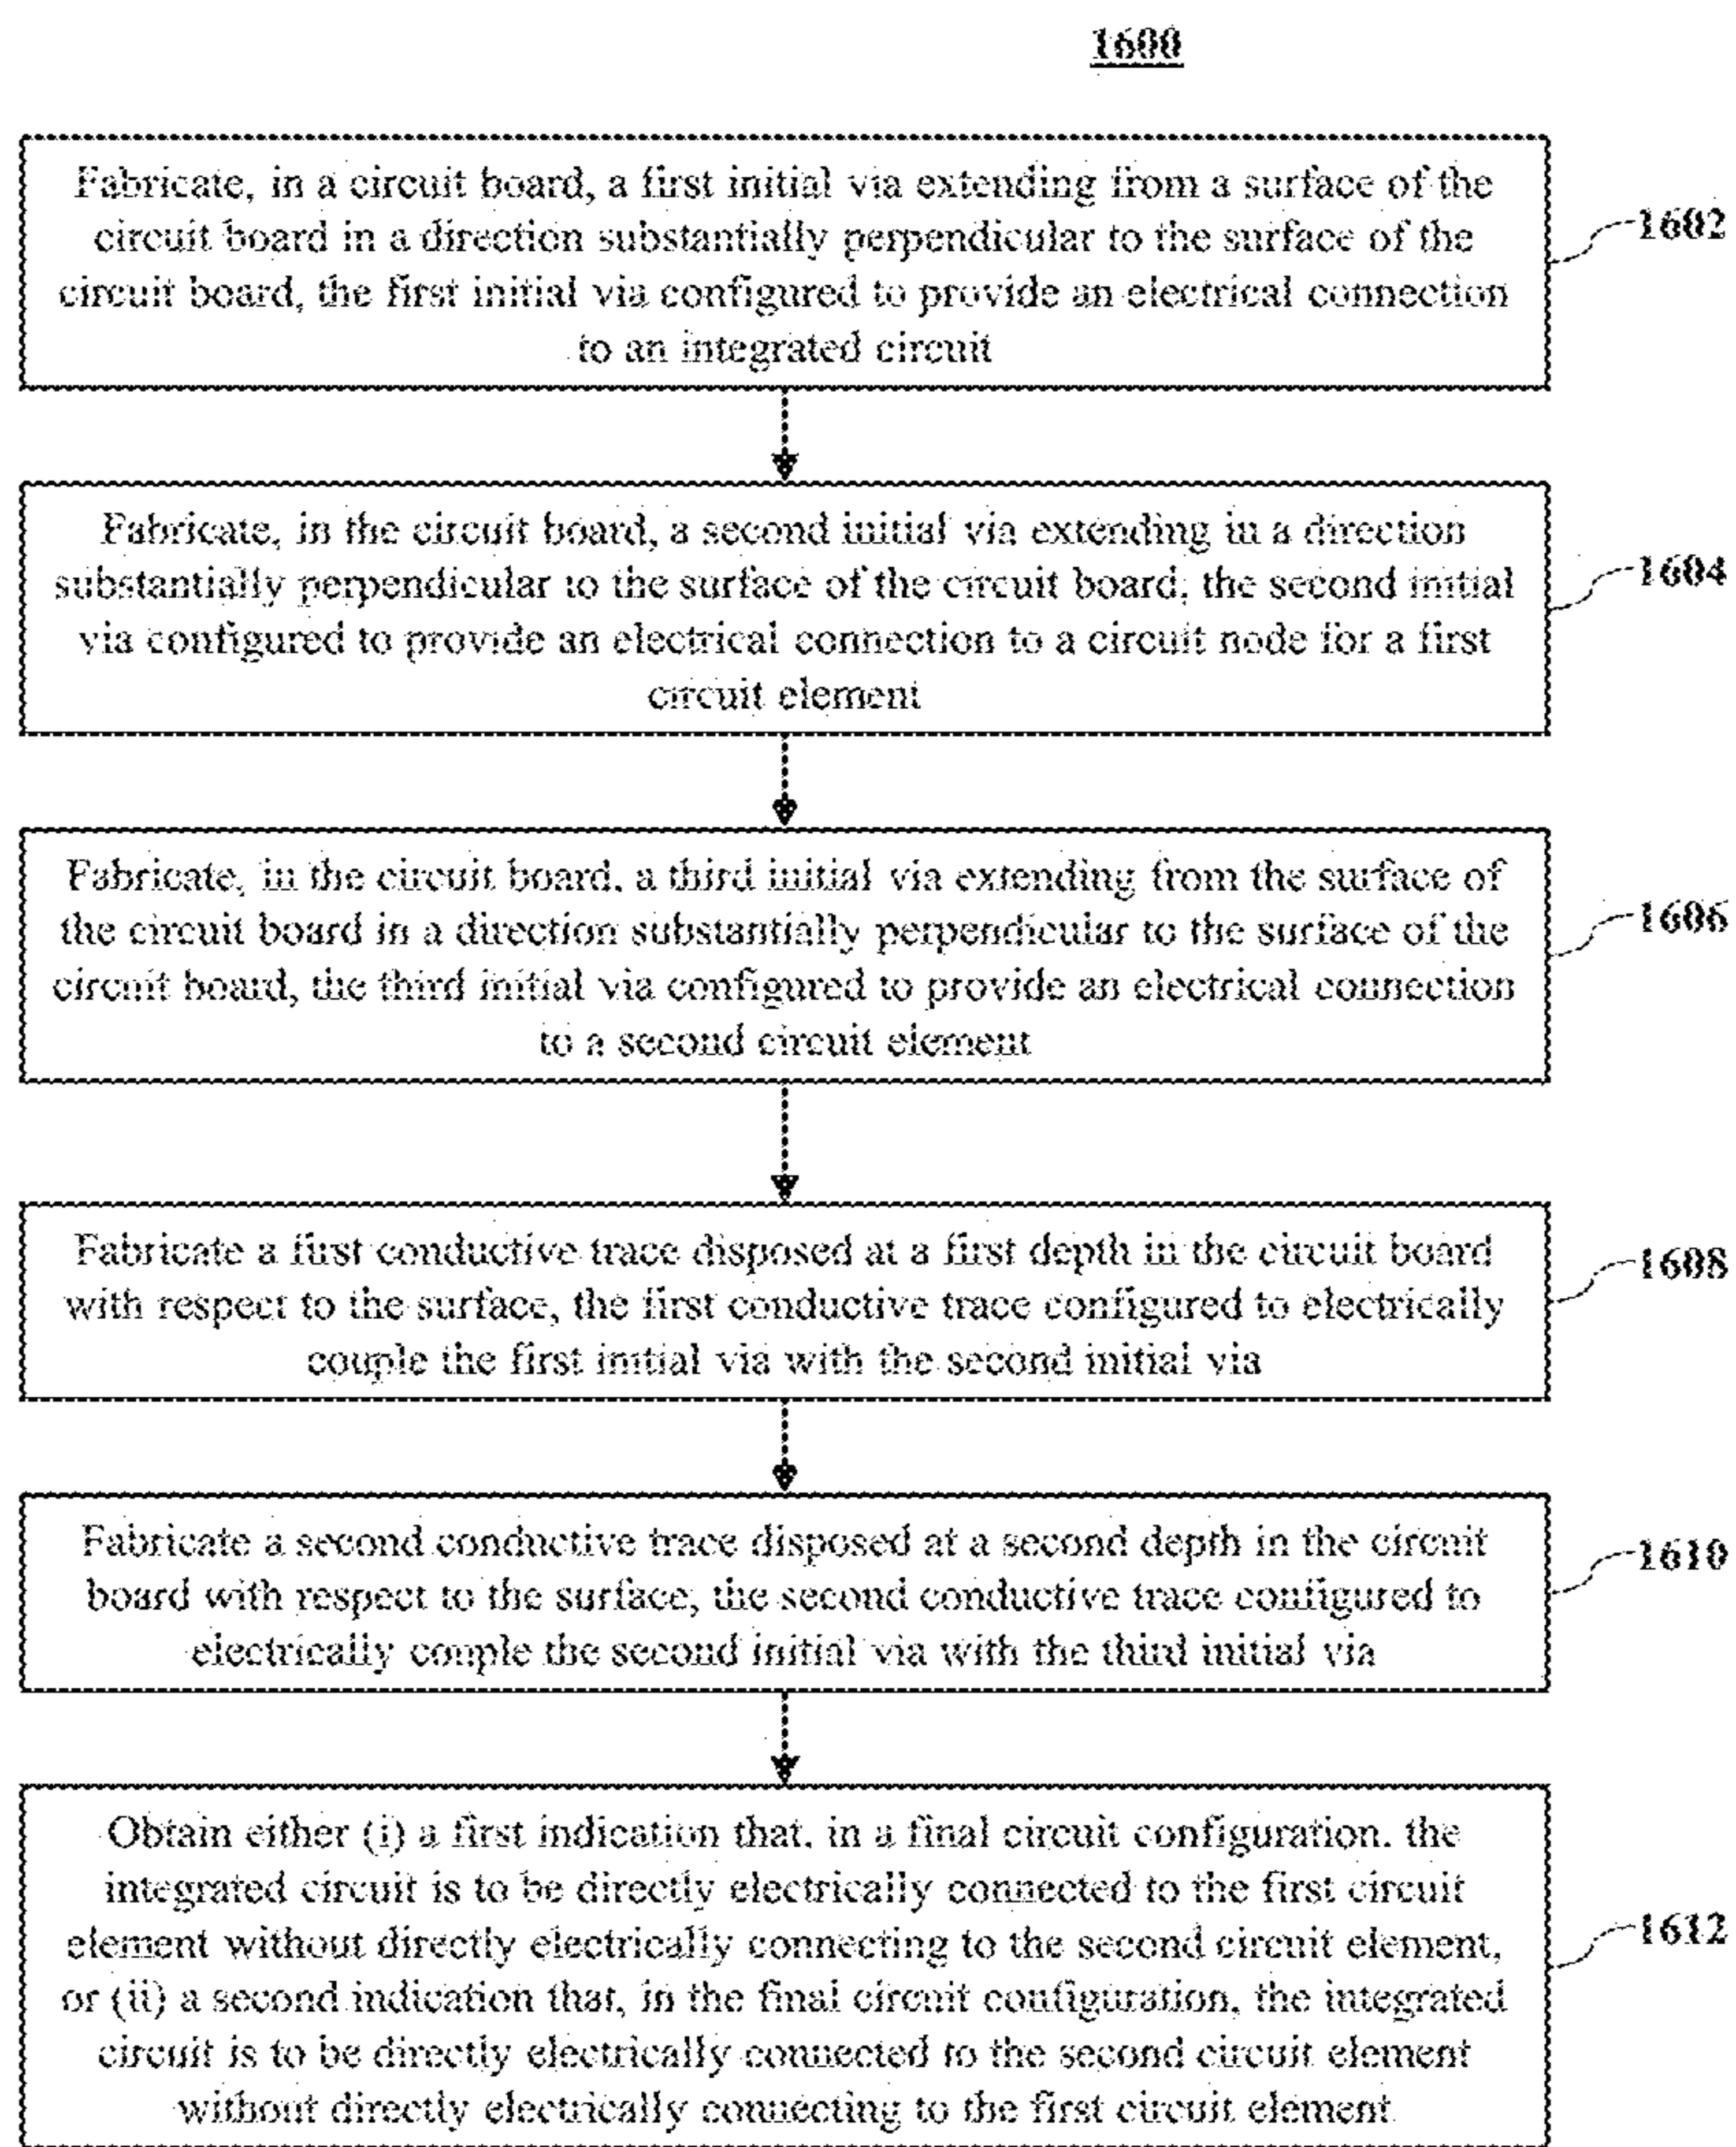 1600
Fabricate, in a circuit board, a first initial via extending from a surface of the
circuit board in a direction substantially perpendicular to the surface of the
circuit board, the first initial via configured to provide an electrical connection
to an integrated circuit
1602
Fabricate, in the circuit board, a second initial via extending in a direction
substantially perpendicular to the surface of the circuit board, the second initial
via configured to provide an electrical connection to a circuit node for a first
circuit element
1604
Fabricate, in the circuit board, a third initial via extending from the surface of
the circuit board in a direction substantially perpendicular to the surface of the
circuit board, the third initial via configured to provide an electrical connection
to a second circuit element
1606
Fabricate a first conductive trace disposed at a first depth in the circuit board
with respect to the surface, the first conductive trace configured to electrically
couple the first initial via with the second initial via
1608
Fabricate a second conductive trace disposed at a second depth in the circuit
board with respect to the surface, the second conductive trace configured to
electrically couple the second initial via with the third initial via
1610
Obtain either (i) a first indication that, in a final circuit configuration, the
integrated circuit is to be directly electrically connected to the first circuit
element without directly electrically connecting to the second circuit element,
or (ii) a second indication that, in the final circuit configuration, the integrated
circuit is to be directly electrically connected to the second circuit element
without directly electrically connecting to the first circuit element
1612